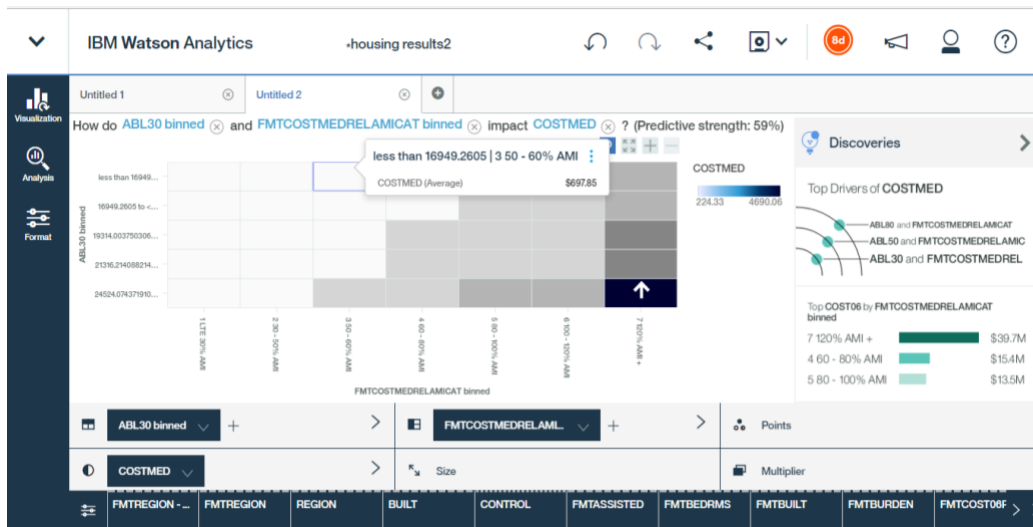 IBM Watson Analytics
*housing results2
8d
?
Untitled 1
Untitled 2
Visualization
Analysis
Format
How do ABL30 binned and FMTCOSTMEDRELAMICAT binned impact COSTMED ? (Predictive strength: 59%)
less than 16949.2605 | 3 50 - 60% AMI
COSTMED (Average) $697.85
COSTMED
224.33 4690.06
ABL30 binned
less than 16949...
16949.2605 to <...
19314.003750306...
21316.214088214...
24524.074371910...
1 LTE 30% AMI
2 30 - 50% AMI
3 50 - 60% AMI
4 60 - 80% AMI
5 80 - 100% AMI
6 100 - 120% AMI
7 120% AMI +
FMTCOSTMEDRELAMICAT binned
Discoveries
Top Drivers of COSTMED
ABL80 and FMTCOSTMEDRELAMICAT
ABL50 and FMTCOSTMEDRELAMIC
ABL30 and FMTCOSTMEDREL
Top COST06 by FMTCOSTMEDRELAMICAT
binned
7 120% AMI + $39.7M
4 60 - 80% AMI $15.4M
5 80 - 100% AMI $13.5M
ABL30 binned
FMTCOSTMEDRELAML..
Points
COSTMED
Size
Multiplier
FMTREGION - ... FMTREGION REGION BUILT CONTROL FMTASSISTED FMTBEDRMS FMTBUILT FMTBURDEN FMTCOST06F